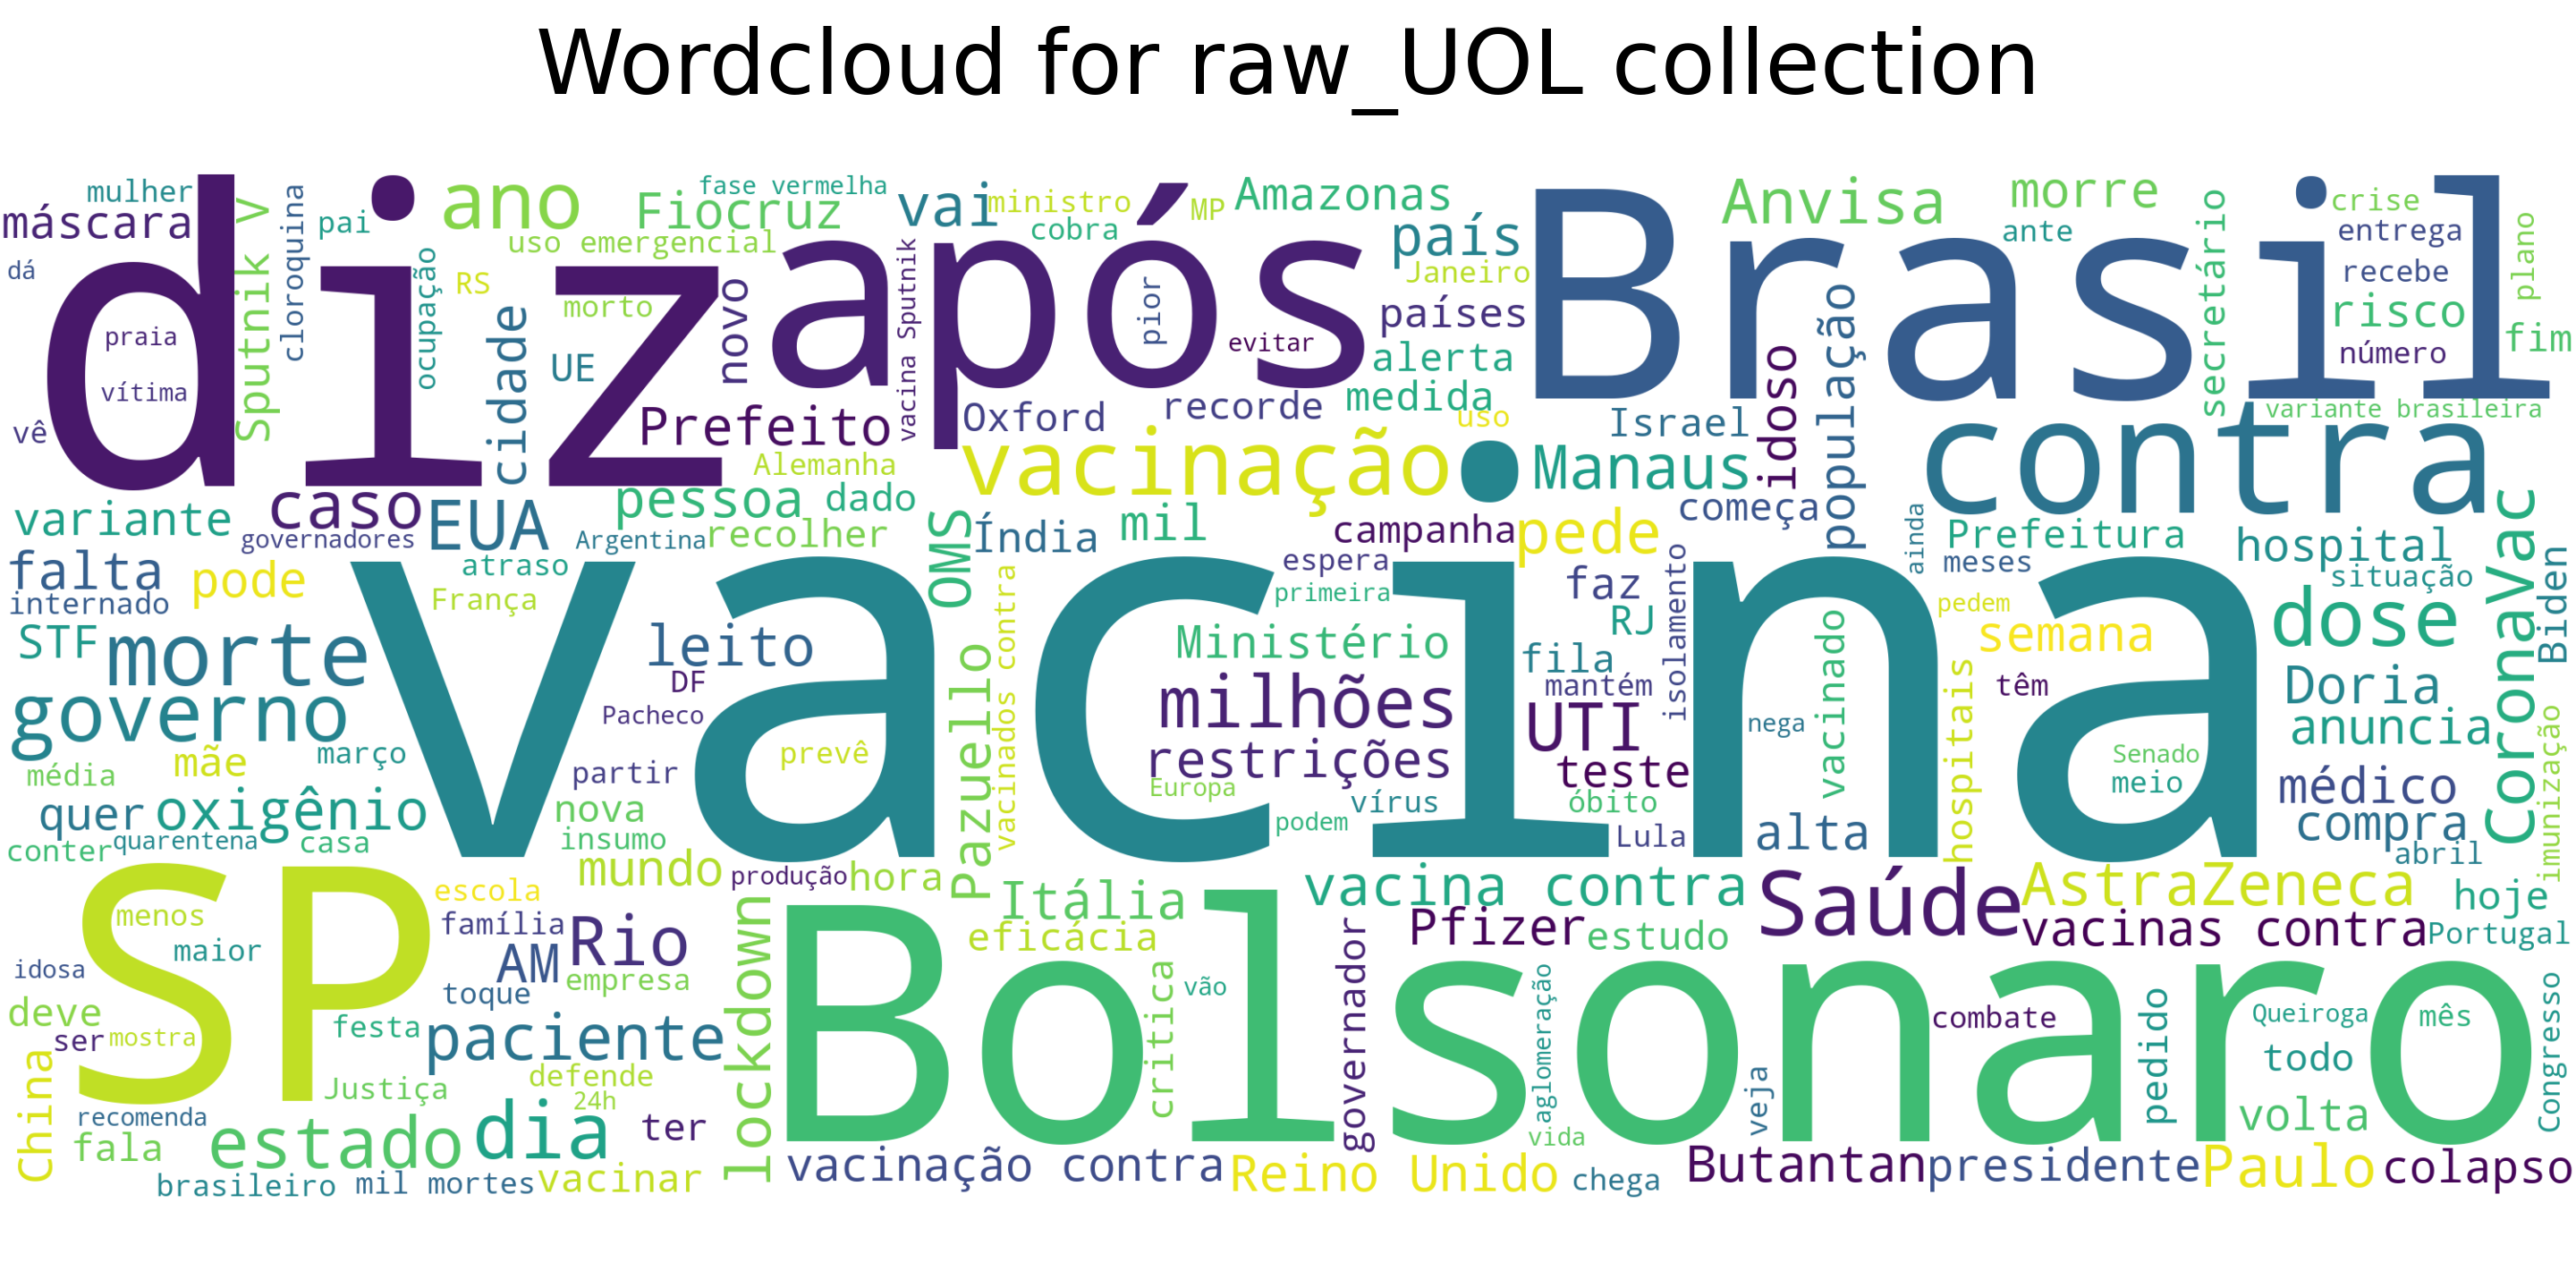 Wordcloud for raw_UOL collection
diz
após
Brasil
vacina
contra
SP
Bolsonaro
vacinação
máscara
mulher
dá
praia
vítima
vê
Sputnik V
cloroquina
pai
ano
uso emergencial
ocupação
RS
cidade
morto
UE
novo
Fiocruz
fase vermelha
vai
ministro
cobra
MP
Amazonas
país
Janeiro
países
alerta
medida
uso
vacina Sputnik
pior
evitar
Prefeito
Oxford
recorde
Alemanha
Anvisa
morre
ante
secretário
crise
entrega
recebe
risco
número
plano
fim
variante brasileira
Israel
idoso
população
Manaus
começa
variante
caso
governadores
EUA
pessoa
dado
recolher
Argentina
atraso
França
OMS
Índia
mil
campanha
espera
primeira
pede
faz
RJ
isolamento
ainda
Prefeitura
meses
pedem
hospital
situação
CoronaVac
Biden
falta
internado
pode
STF
morte
governo
leito
DF
Pacheco
prevê
partir
Pazuello
vacinados contra
Ministério
milhões
restrições
Europa
vírus
podem
fila
mantém
UTI
teste
óbito
Lula
nega
vacinado
alta
hospitais
semana
têm
Senado
meio
dose
Doria
anuncia
médico
compra
abril
imunização
mãe
março
média
quer
oxigênio
quarentena
conter
casa
nova
insumo
mundo
produção
hora
escola
família
menos
maior
idosa
AM
Rio
toque
empresa
lockdown
Itália
eficácia
vacina contra
Pfizer
estudo
Saúde
AstraZeneca
vacinas contra
hoje
Portugal
deve
ser
mostra
festa
paciente
China
recomenda
Justiça
defende
24h
fala
estado
dia
ter
brasileiro
mil mortes
vacinar
critica
vão
governador
aglomeração
vida
veja
combate
pedido
Queiroga
mês
todo
volta
Congresso
vacinação contra
Reino Unido
chega
Butantan
presidente
Paulo
colapso